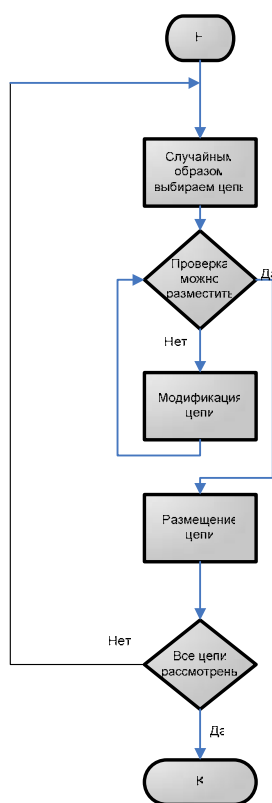 Н
Случайным
образом
выбираем цепь
Проверка
можно
разместить
Да
Нет
Модификация
цепи
Размещение
цепи
Нет
Все цепи
рассмотрены
Да
К